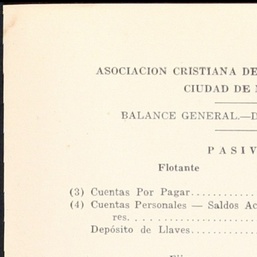 ASOCIACION CRISTIANA DE
CIUDAD DE
BALANCE GENERAL.—D
PASIV
Flotante
(3) Cuentas Por Pagar............
(4) Cuentas Personales — Saldos Ac
res. . . . . . . . . . . . . . . . . .
Depósito de Llaves............